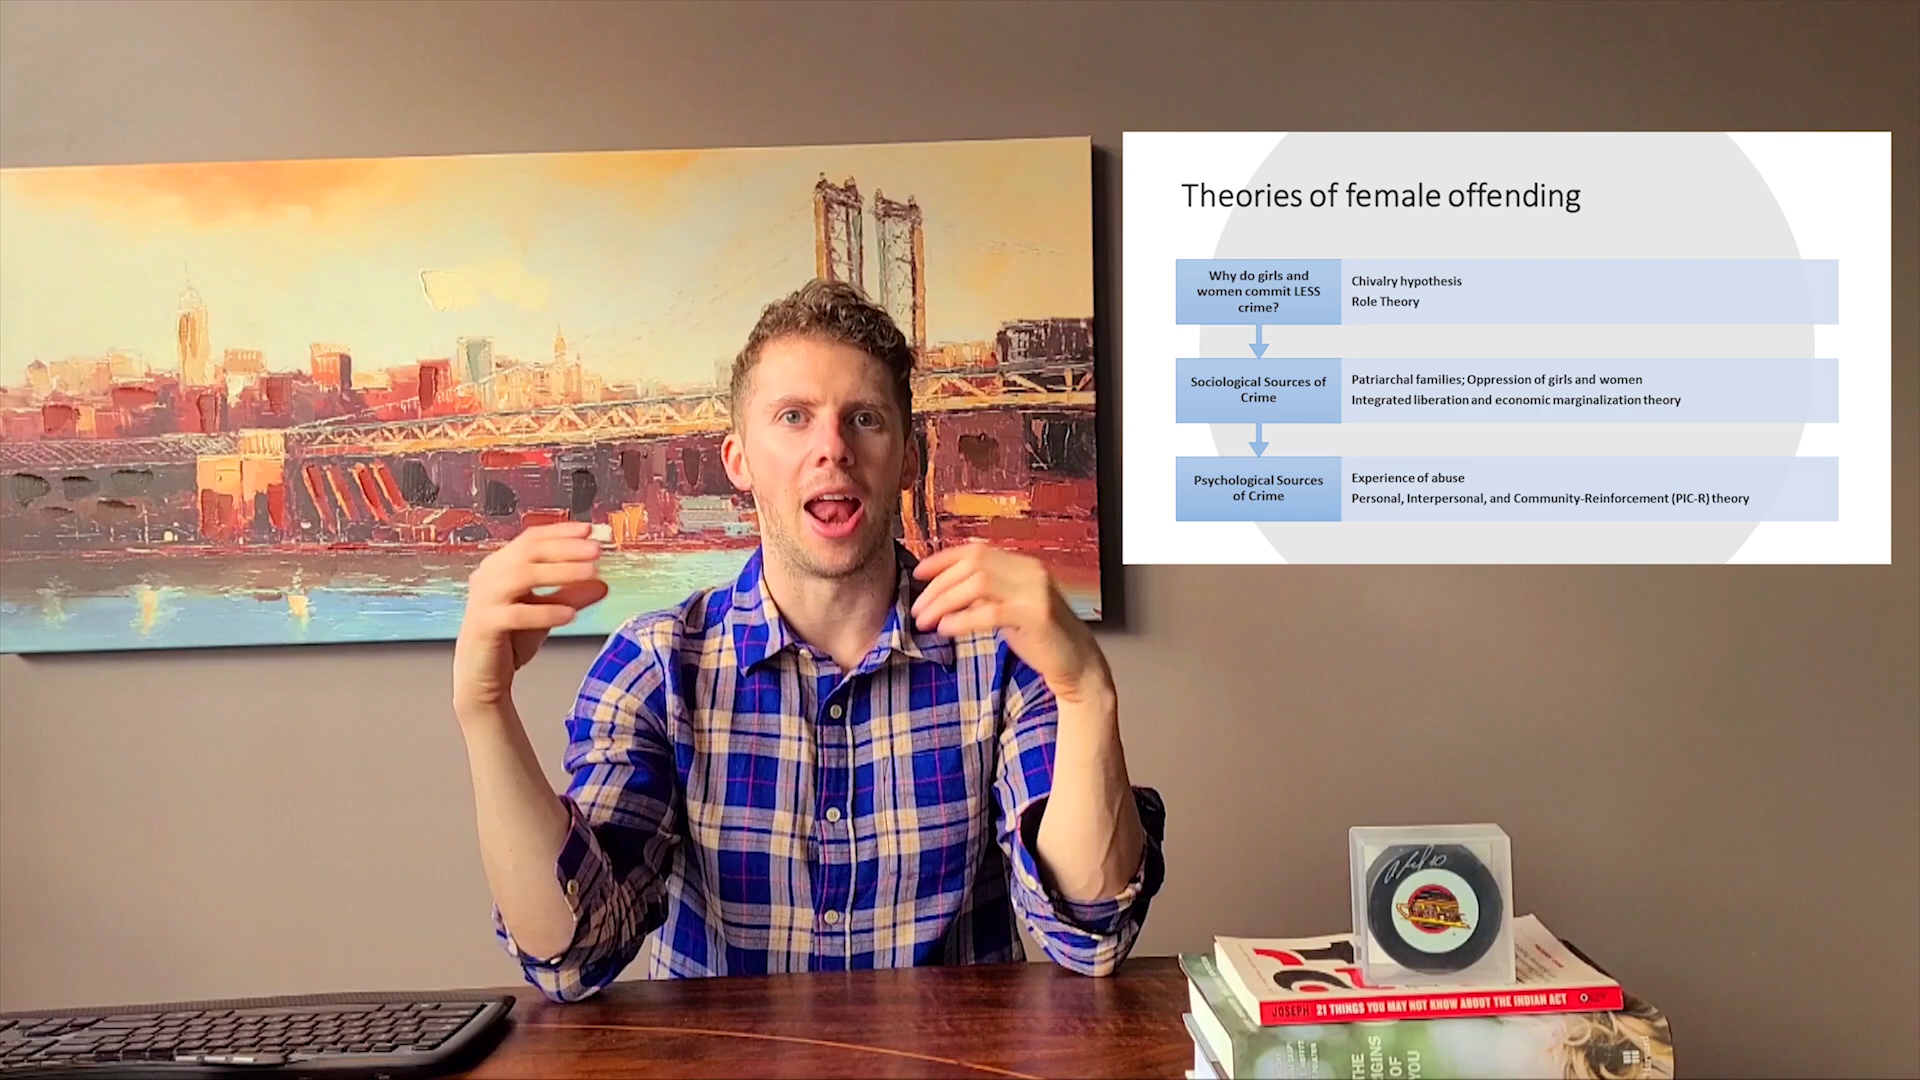 Theories of female offending
Why do girls and
women commit LESS
crime?
Chivalry hypothesis
Role Theory
Sociological Sources of
Crime
Patriarchal families; Oppression of girls and women
Integrated liberation and economic marginalization theory
Psychological Sources
of Crime
Experience of abuse
Personal, Interpersonal, and Community-Reinforcement (PIC-R) theory
JOSEPH 21 THINGS YOU MAY NOT KNOW ABOUT THE INDIAN ACT
THE
ORIGINS
OF
YOU